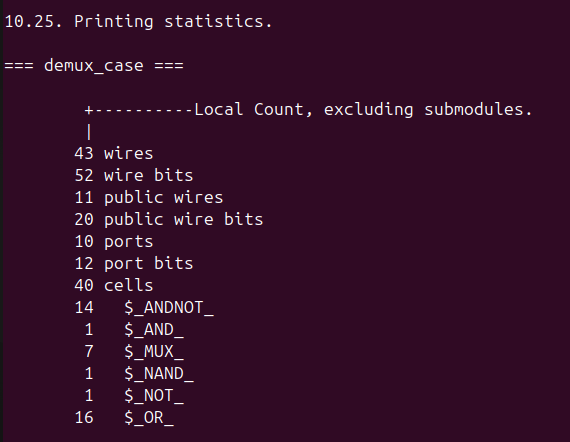 10.25. Printing statistics.
=== demux_case ===
+----------Local Count, excluding submodules.
|
43 wires
52 wire bits
11 public wires
20 public wire bits
10 ports
12 port bits
40 cells
14 $_ANDNOT_
1 $_AND_
7 $_MUX_
1 $_NAND_
1 $_NOT_
16 $_OR_